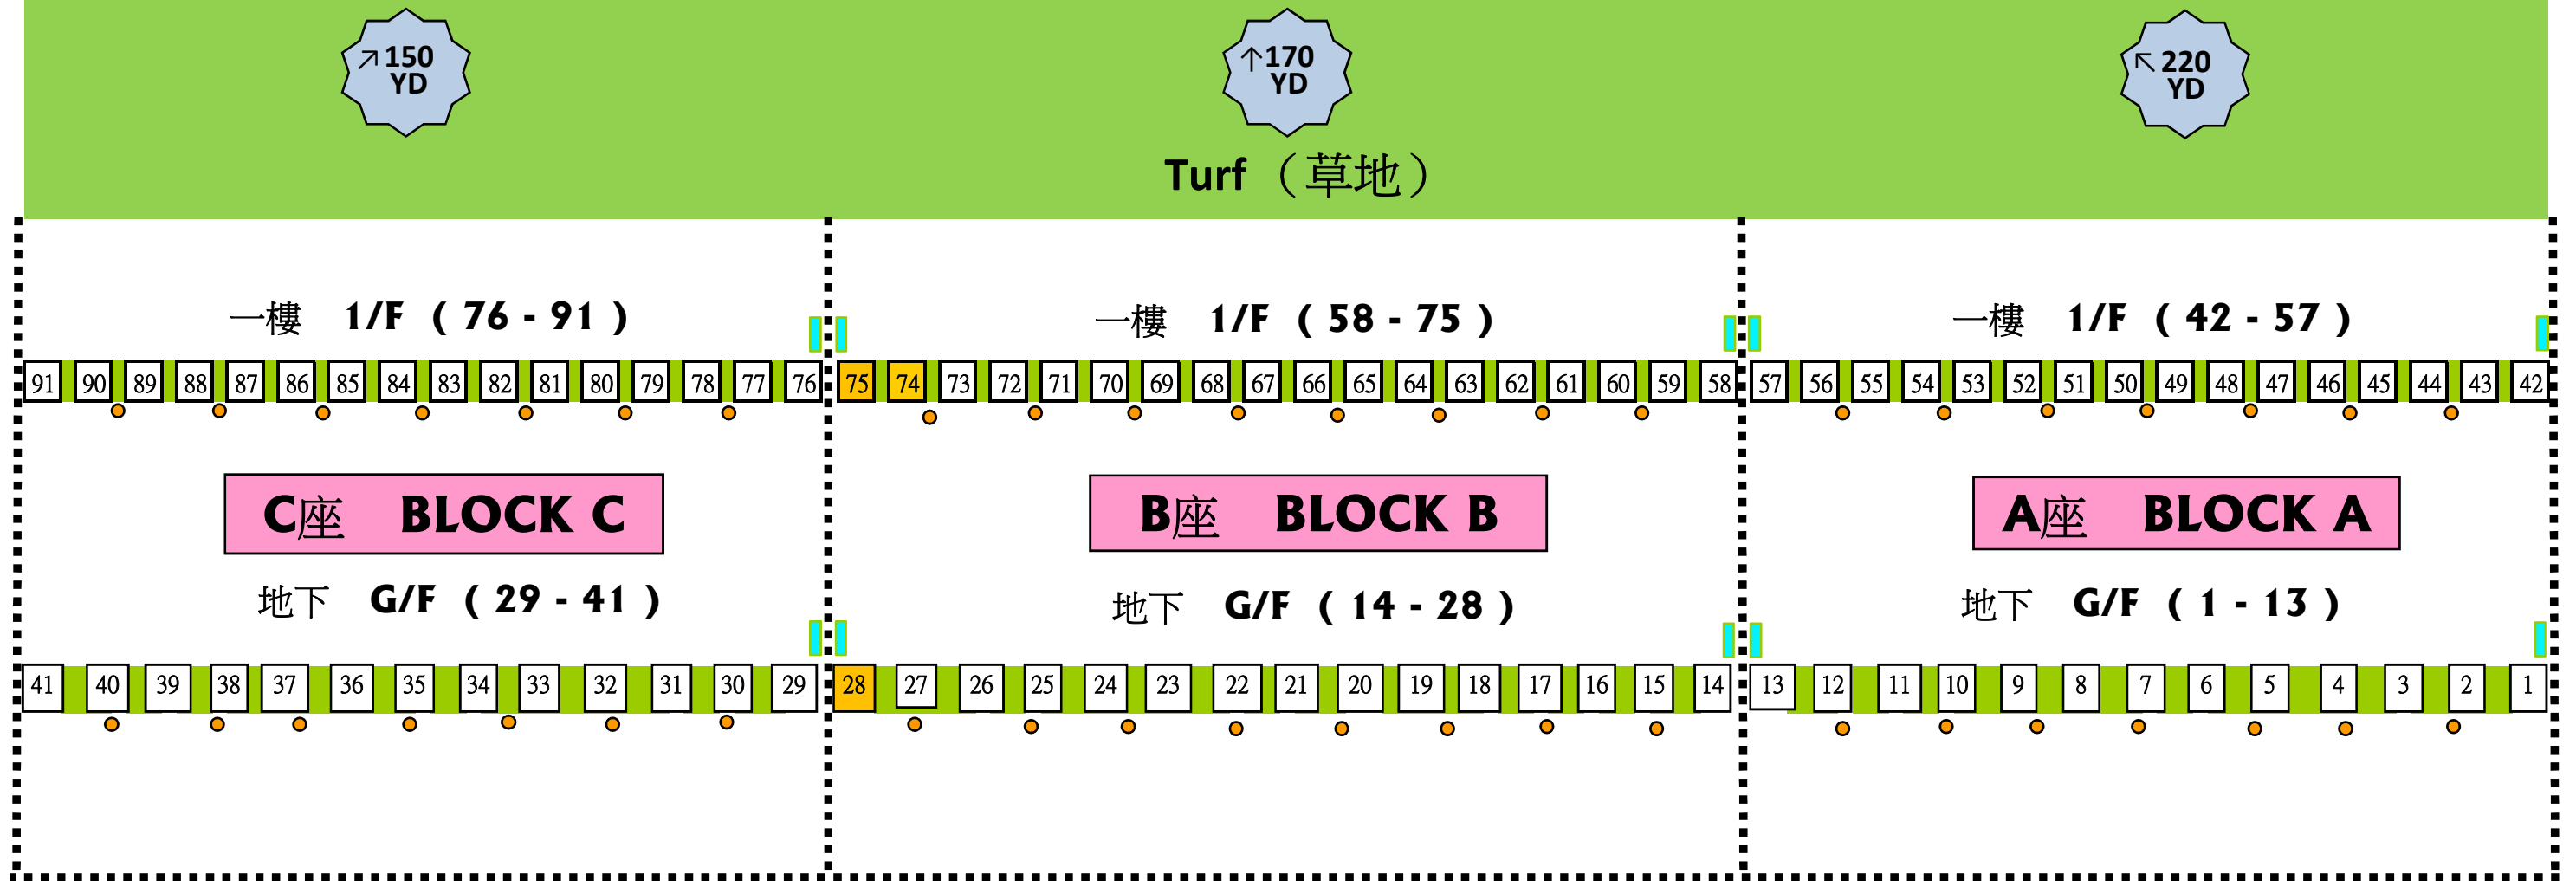 ↗150
YD
↑170
YD
↖220
YD
Turf（草地）
一樓 1/F ( 76 - 91 )
一樓 1/F ( 58 - 75 )
一樓 1/F ( 42 - 57 )
91 90 89 88 87 86 85 84 83 82 81 80 79 78 77 76
75 74 73 72 71 70 69 68 67 66 65 64 63 62 61 60 59 58
57 56 55 54 53 52 51 50 49 48 47 46 45 44 43 42
C座 BLOCK C
B座 BLOCK B
A座 BLOCK A
地下 G/F ( 29 - 41 )
地下 G/F ( 14 - 28 )
地下 G/F ( 1 - 13 )
41 40 39 38 37 36 35 34 33 32 31 30 29
28 27 26 25 24 23 22 21 20 19 18 17 16 15 14
13 12 11 10 9 8 7 6 5 4 3 2 1